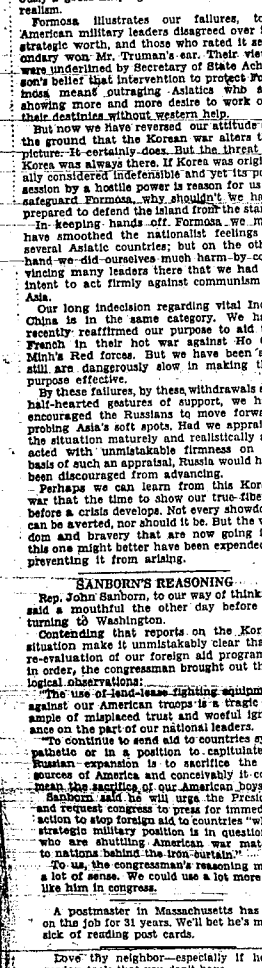 realism.
Formosa illustrates our failures, to
American military leaders disagreed over
strategic worth, and those who rated it se
ondary won Mr. Truman's ear. Their vie
were underlined by Secretary of State Ach
son's belief that intervention to protect Fo
mosa meant outraging Asiatics who
showing more and more desire to work o
their destinies without western help.
But now we have reversed our attitude
the ground that the Korean war alters t
picture. It certainly does. But the threat
Korea was always there. If Korea was origi
ally considered indefensible and yet its po
session by a hostile power is reason for us
safeguard Formosa, why shouldn't we ha
prepared to defend the island from the sta
In keeping hands off Formosa we m
have smoothed the nationalist feelings
several Asiatic countries; but on the oth
hand we did ourselves much harm by co
vincing many leaders there that we had
intent to act firmly against communism
Asia.
Our long indecision regarding vital Ind
China is in the same category. We ha
recently reaffirmed our purpose to aid
French in their hot war against Ho
Minh's Red forces. But we have been
still are dangerously slow in making th
purpose effective.
By these failures, by these withdrawals
half-hearted gestures of support, we h
encouraged the Russians to move forwa
probing Asia's soft spots. Had we apprai
the situation maturely and realistically
acted with unmistakable firmness on
basis of such an appraisal, Russia would h
been discouraged from advancing.
Perhaps we can learn from this Kor
war that the time to show our true fibe
before a crisis develops. Not every showdo
can be averted, nor should it be. But the w
dom and bravery that are now going i
this one might better have been expended
preventing it from arising.
SANBORN'S REASONING
Rep. John Sanborn, to our way of think
said a mouthful the other day before
turning to Washington.
Contending that reports on the Kor
situation make it unmistakably clear tha
re-evaluation of our foreign aid program
in order, the congressman brought out th
logical observations:
"The use of lend-lease fighting equipm
against our American troops is a tragic
ample of misplaced trust and woeful ign
ance on the part of our national leaders.
"To continue to send aid to countries sy
pathetic or in a position to capitulate
Russian expansion is to sacrifice the
sources of America and conceivably it co
mean the sacrifice of our American boys
Sanborn said he will urge the Presid
and request congress to press for immed
action to stop foreign aid to countries "wh
strategic military position is in question
who are shuttling American war mat
to nations behind the iron curtain."
To us, the congressman's reasoning m
a lot of sense. We could use a lot more
like him in congress.
A postmaster in Massachusetts has
on the job for 31 years. We'll bet he's m
sick of reading post cards.
Love thy neighbor—especially if he